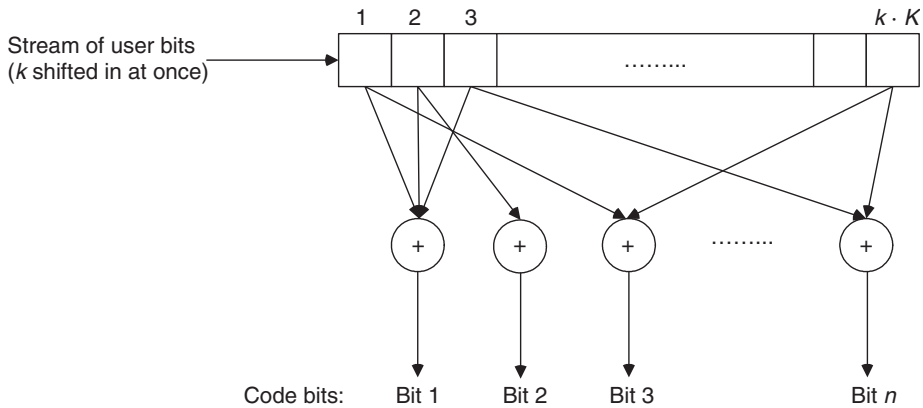 1 2 3 k · K
Stream of user bits
(k shifted in at once)
........…
+ + + ........… +
Code bits: Bit 1 Bit 2 Bit 3 Bit n